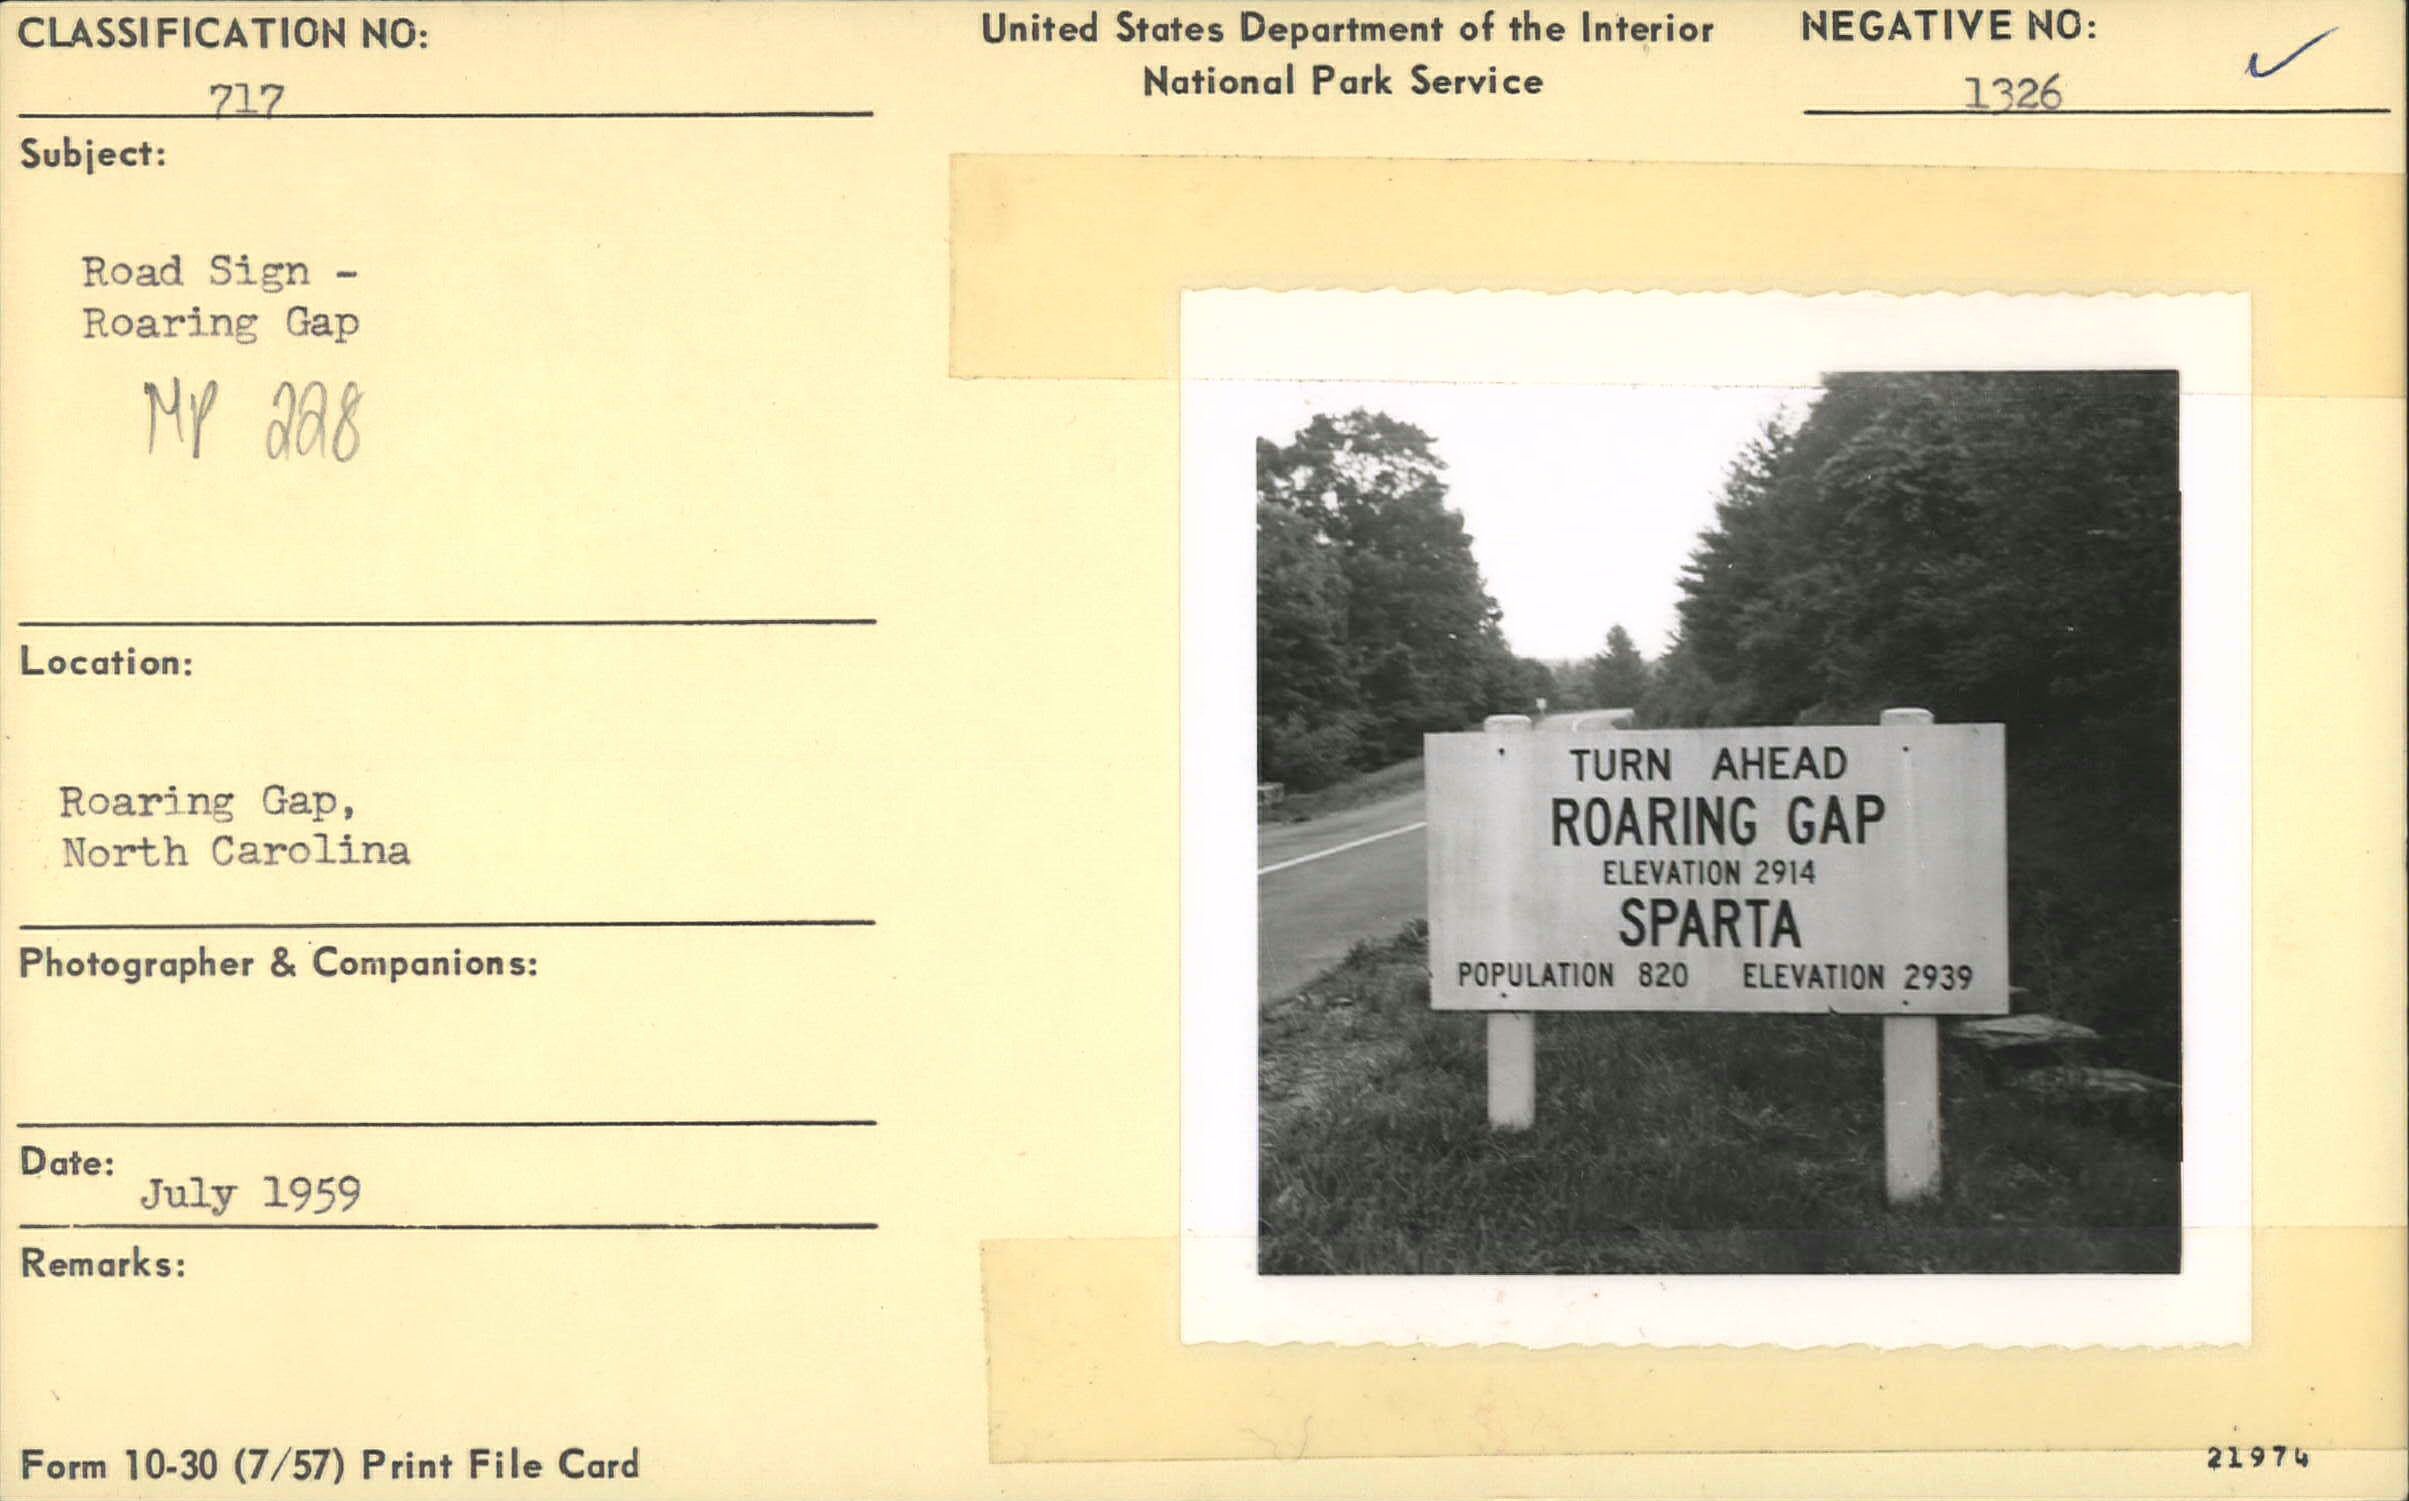 CLASSIFICATION NO:
717
United States Department of the Interior
National Park Service
NEGATIVE NO:
1326
Subject:
Road Sign -
Roaring Gap
MP 228
Location:
Roaring Gap,
North Carolina
Photographer & Companions:
Date:
July 1959
Remarks:
Form 10-30 (7/57) Print File Card
TURN AHEAD
ROARING GAP
ELEVATION 2914
SPARTA
POPULATION 820 ELEVATION 2939
21974